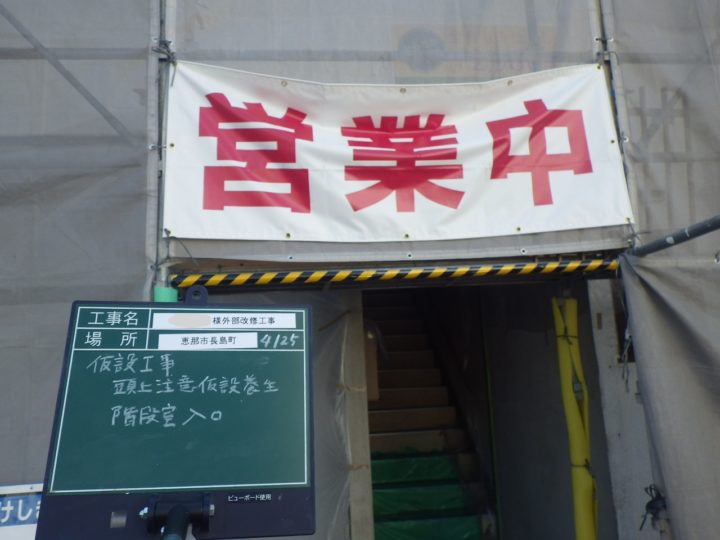 営業中
工事名 様外部改修工事
場所 恵那市長島町 4/25
仮設工事
頭上注意仮設養生
階段室入口
ビューボード使用
けし